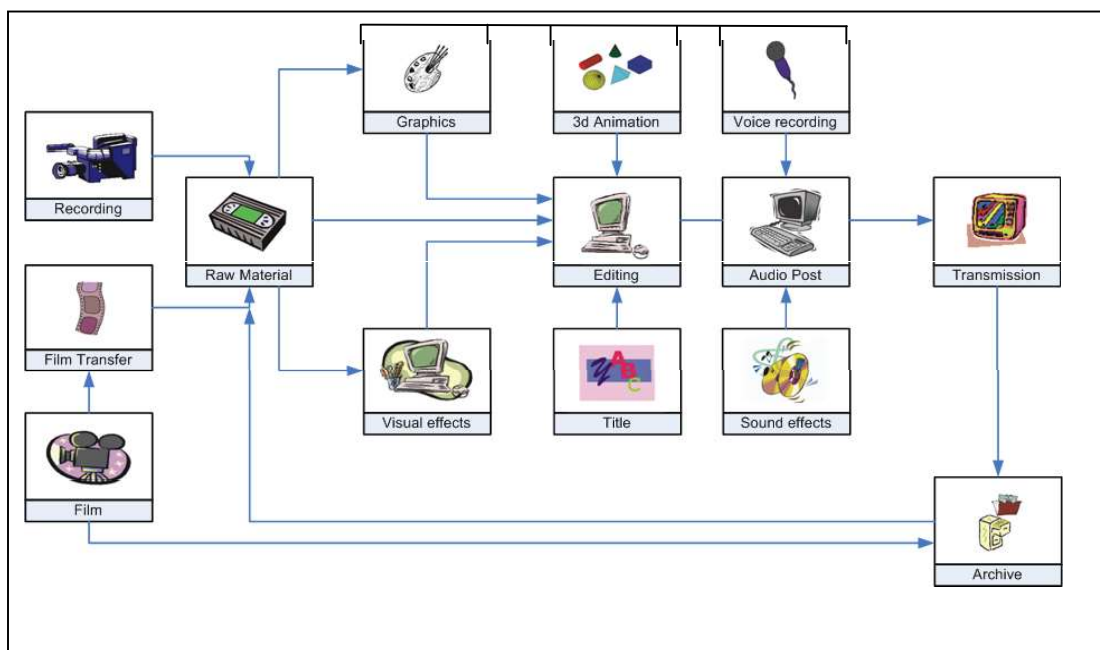 Graphics
3d Animation
Voice recording
Recording
Raw Material
Editing
Audio Post
Transmission
Film Transfer
Visual effects
Title
ABC
Sound effects
Film
Archive